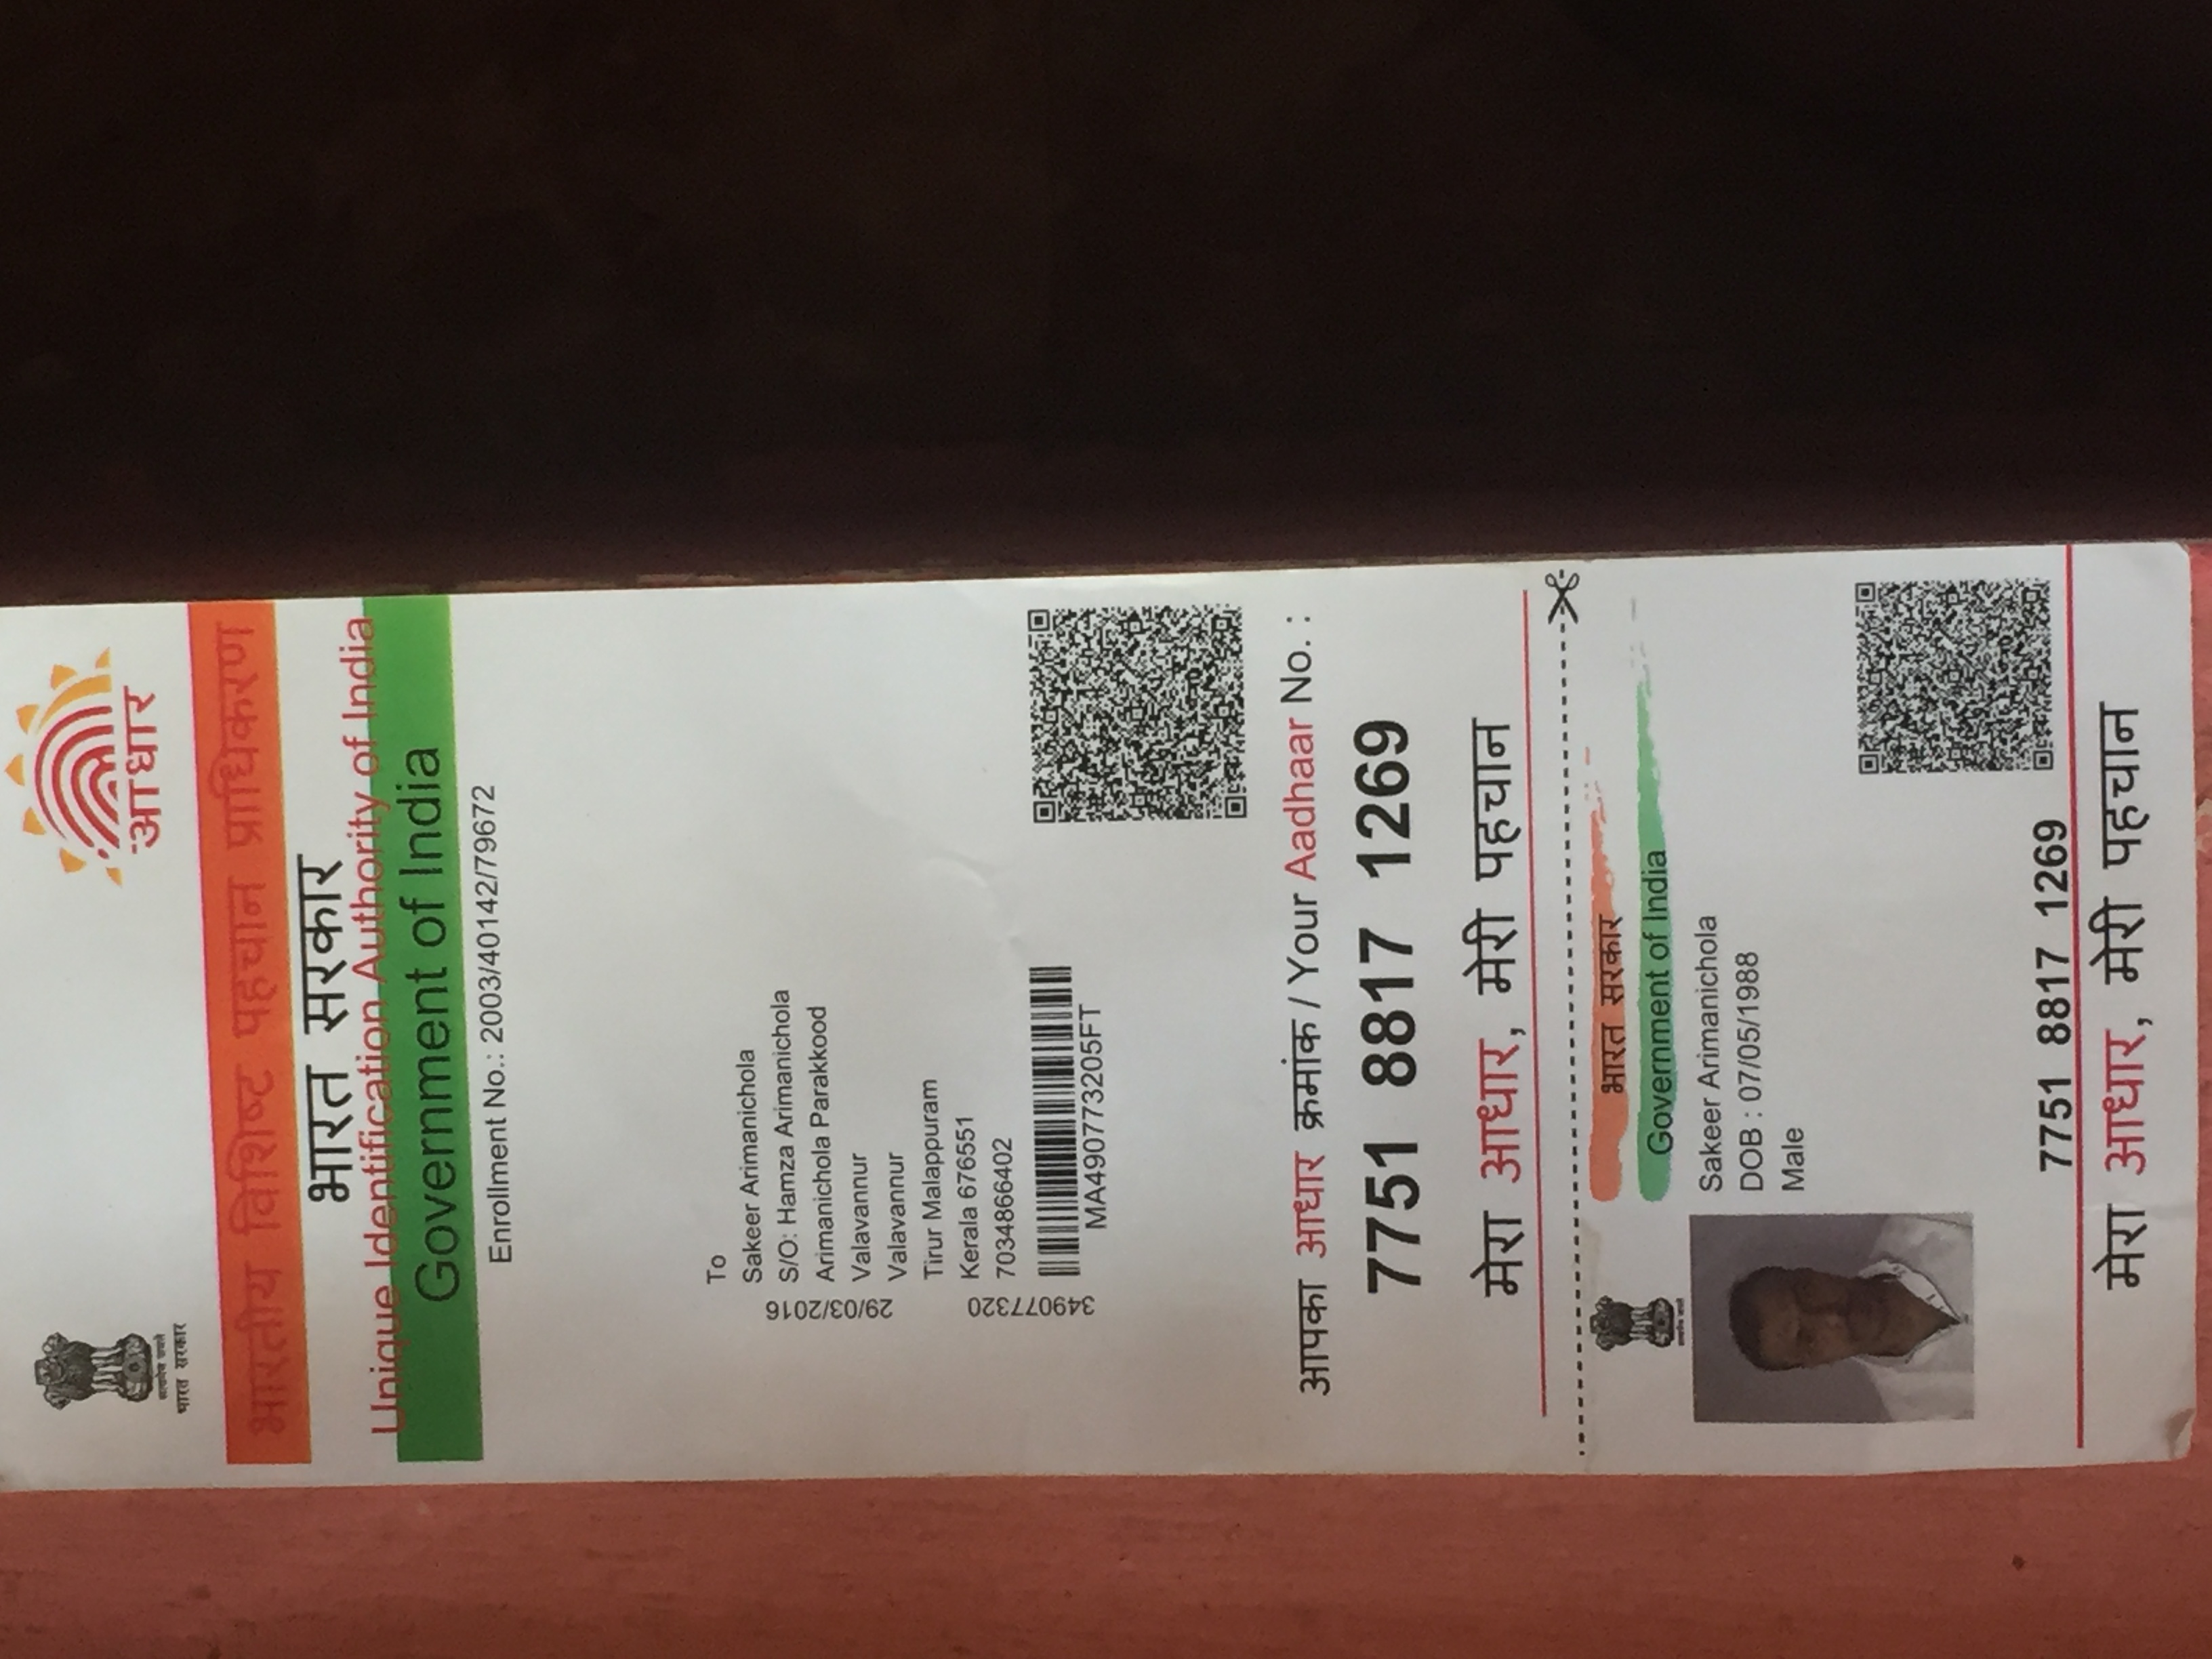 सत्यमेव जयते
भारत सरकार
आधार
भारतीय विशिष्ट पहचान प्राधिकरण
भारत सरकार
Unique Identification Authority of India
Government of India
Enrollment No.: 2003/40142/79672
To
Sakeer Arimanichola
S/O: Hamza Arimanichola
Arimanichola Parakkood
Valavannur
Valavannur
Tirur Malappuram
Kerala 676551
7034866402
29/03/2016
349077320
MA490773205FT
आपका आधार क्रमांक / Your Aadhaar No. :
7751 8817 1269
मेरा आधार, मेरी पहचान
भारत सरकार
Government of India
सत्यमेव जयते
Sakeer Arimanichola
DOB : 07/05/1988
Male
7751 8817 1269
मेरा आधार, मेरी पहचान